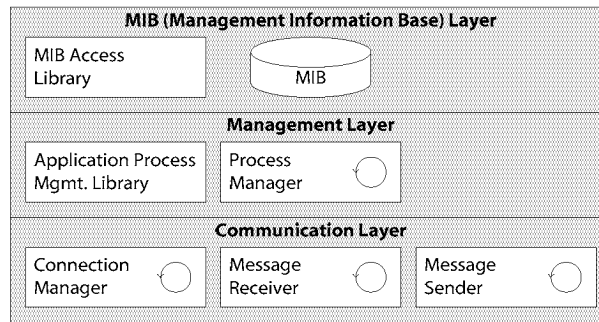 MIB (Management Information Base) Layer
MIB Access
Library
MIB
Management Layer
Application Process
Mgmt. Library
Process
Manager
Communication Layer
Connection
Manager
Message
Receiver
Message
Sender